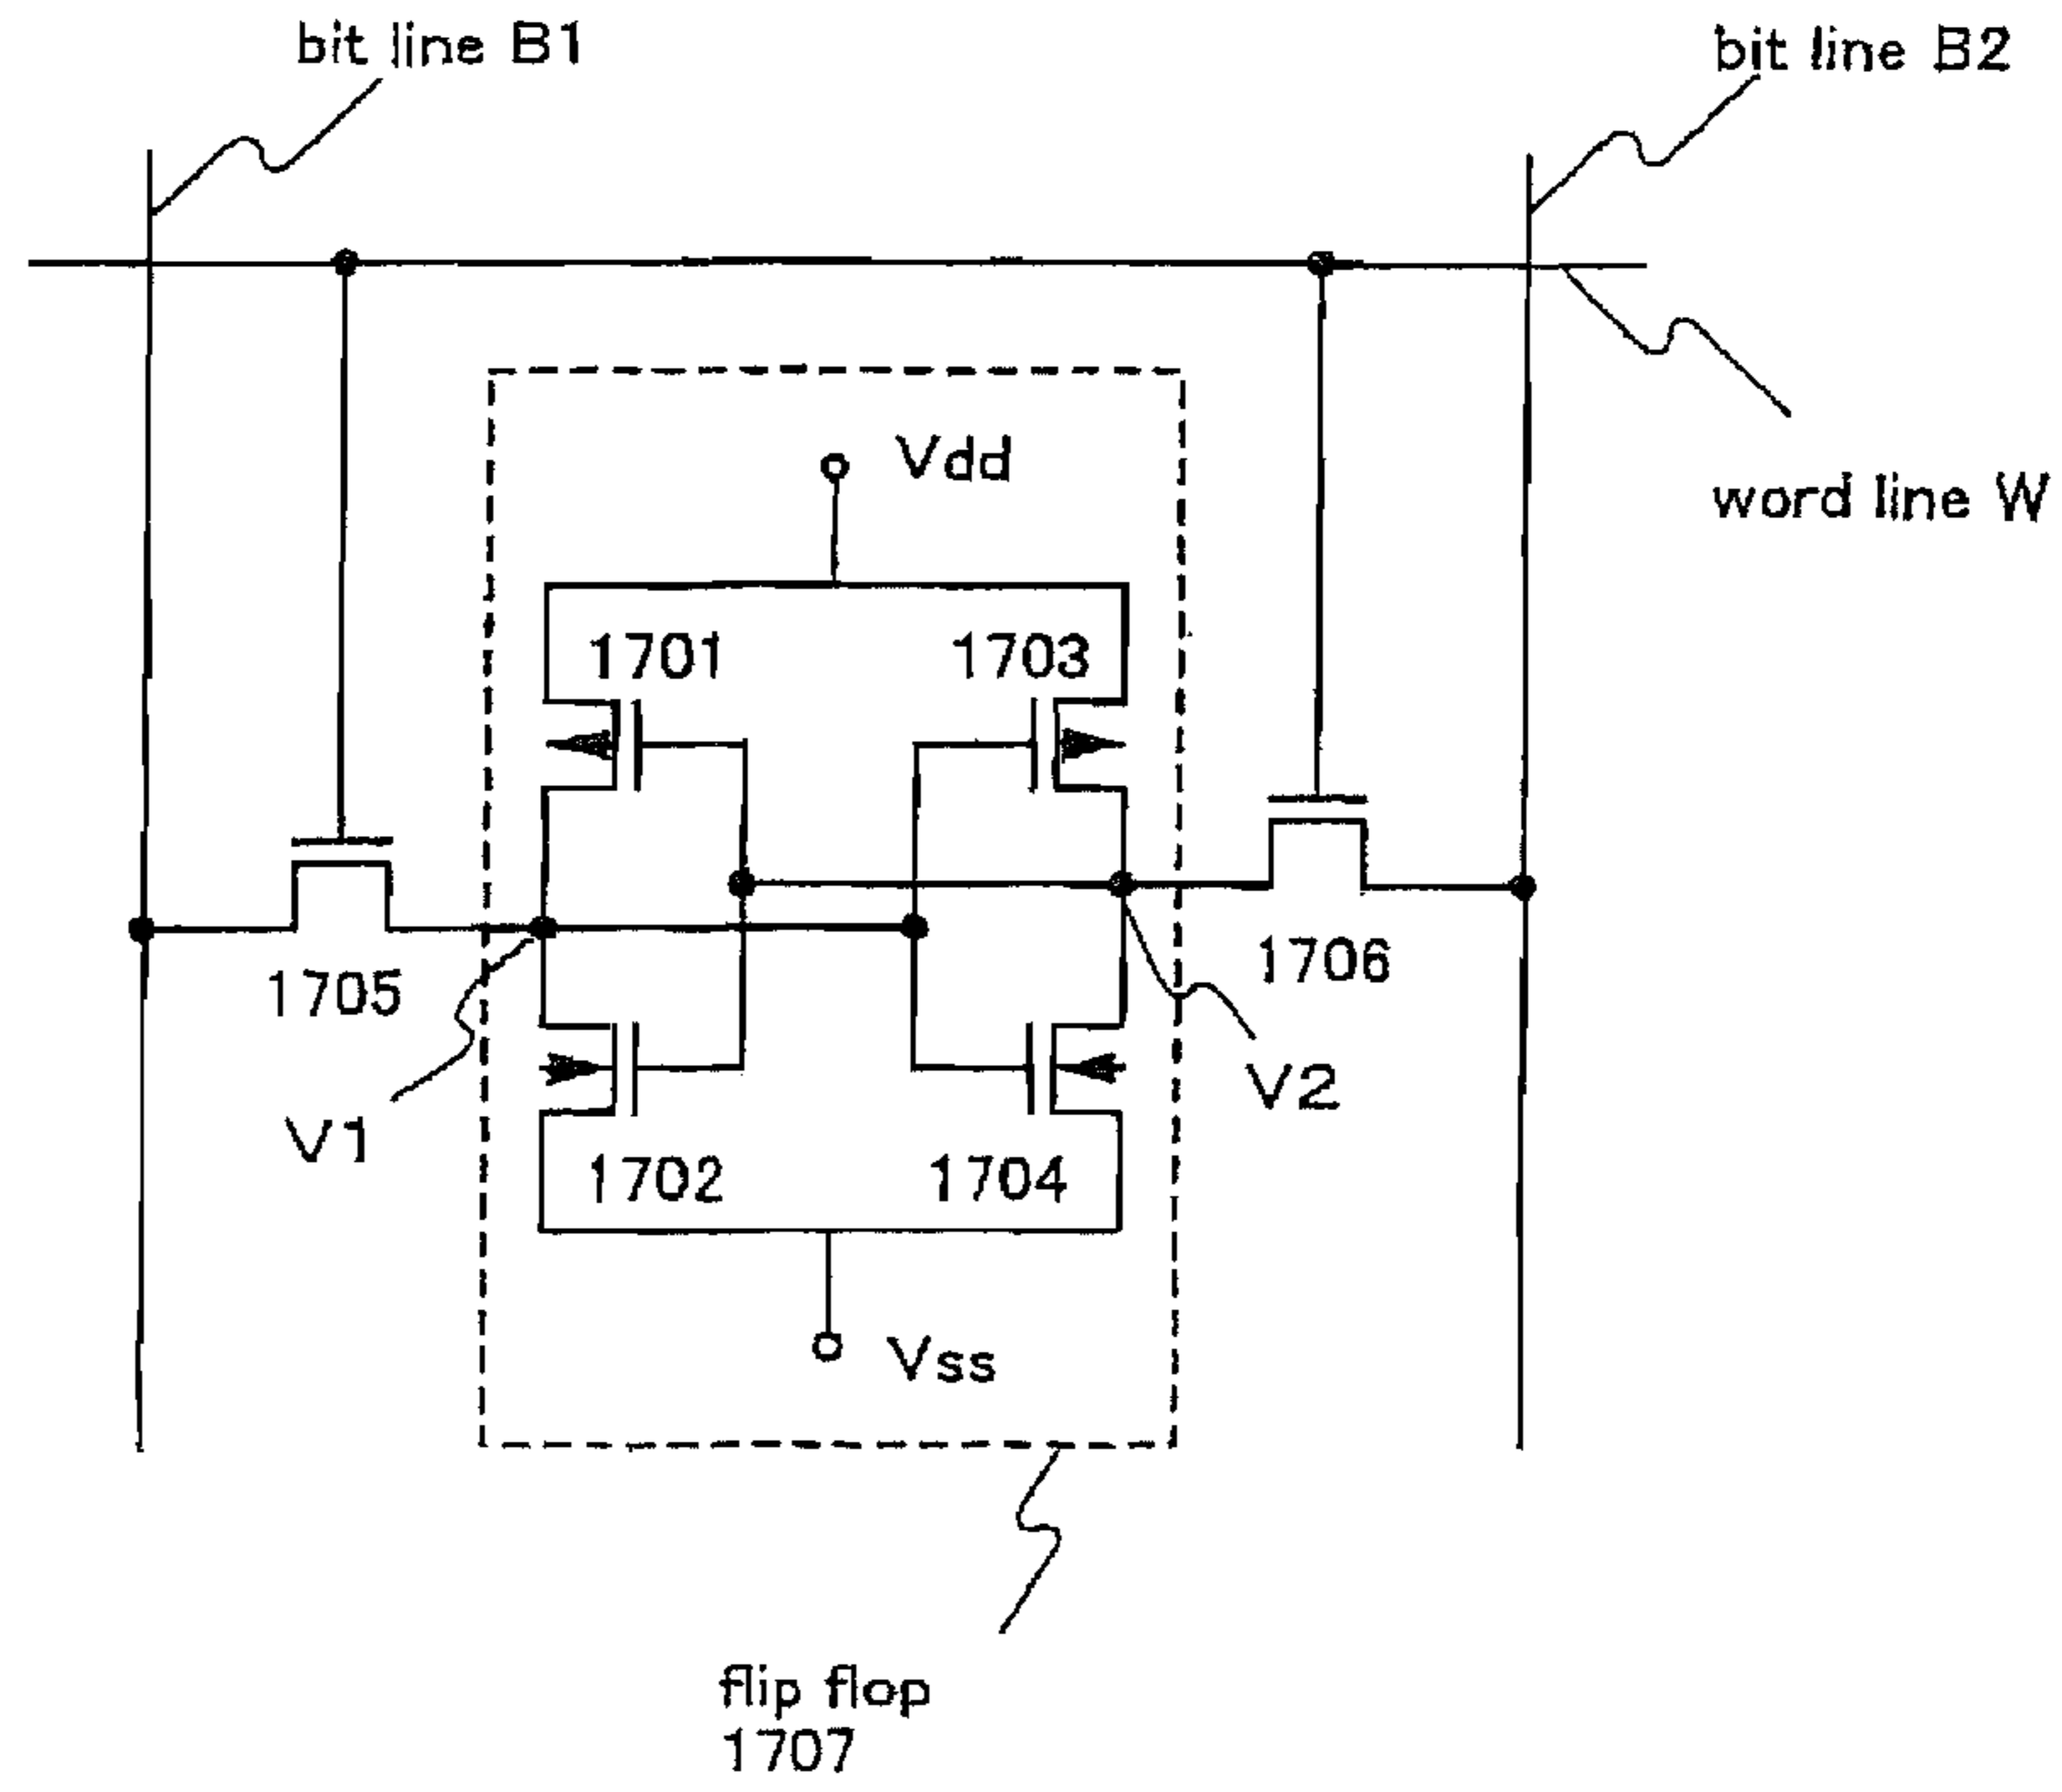 bit line B1
bit line B2
word line W
Vdd
1701
1703
1705
1706
V1
V2
1702
1704
Vss
flip flop
1707